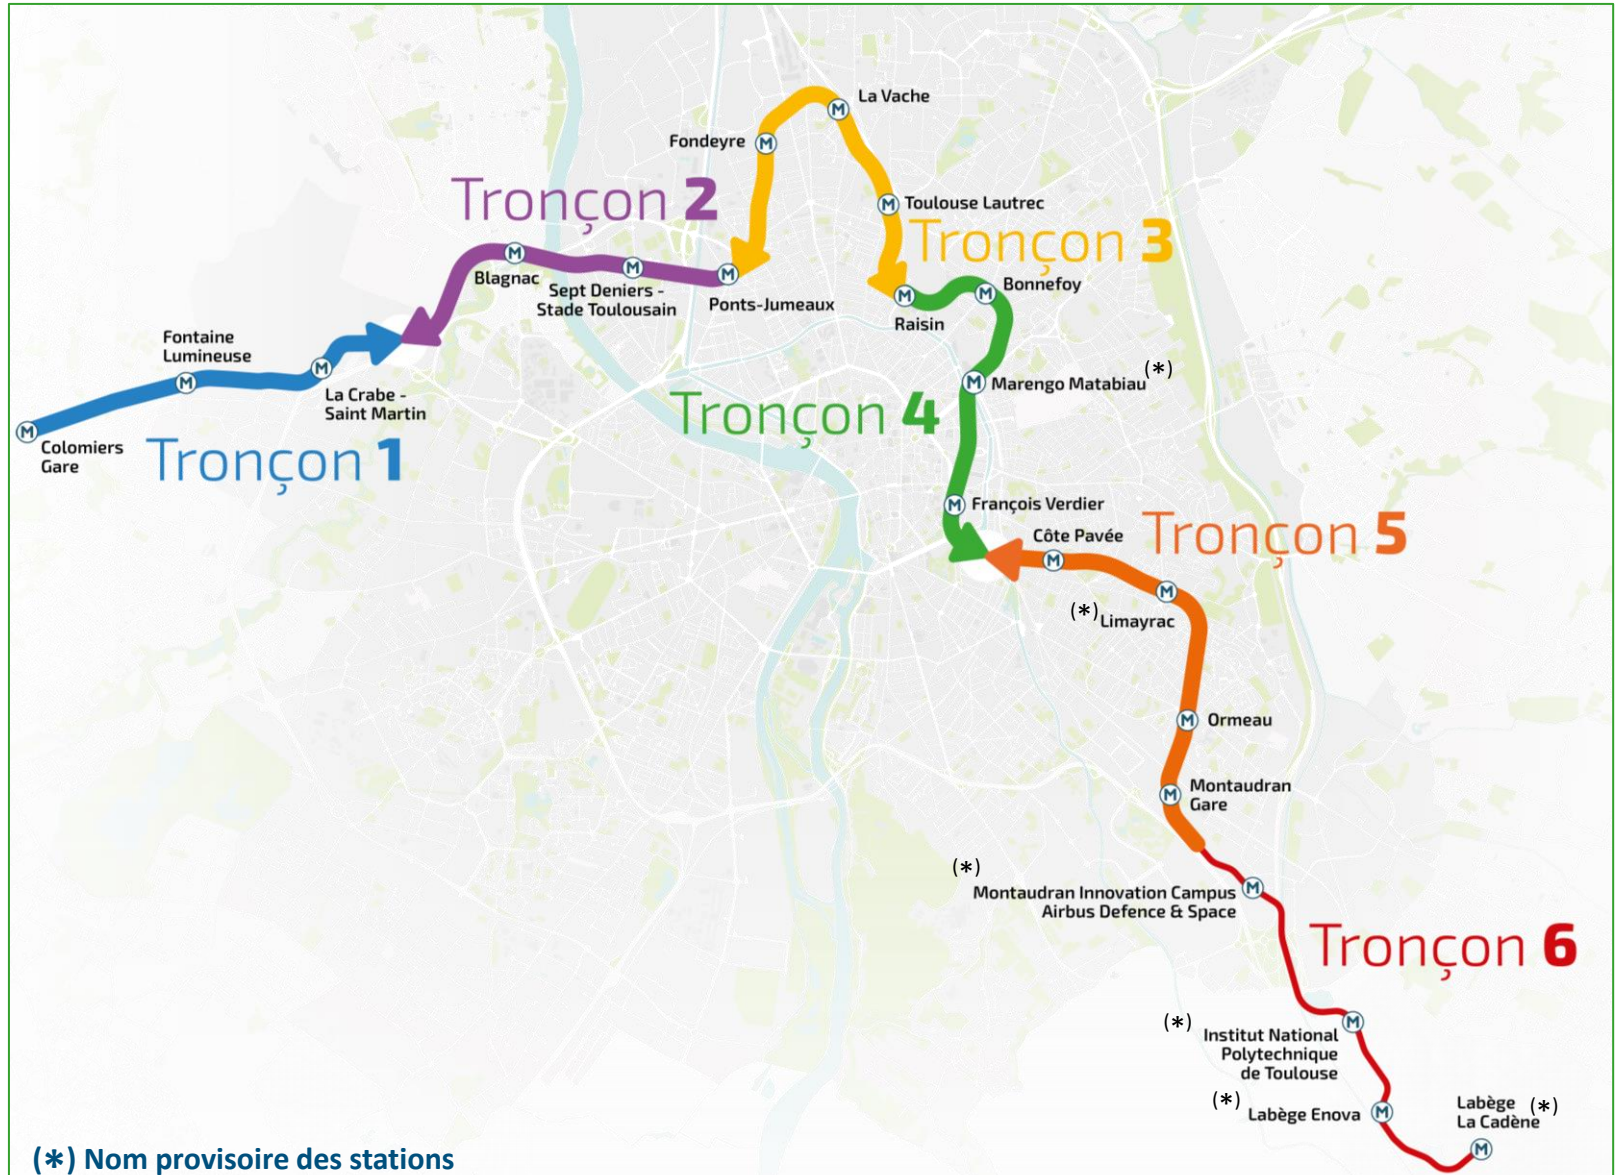 La Vache
Fondeyre
M
M
Tronçon 2
M
Toulouse Lautrec
Tronçon 3
M
Blagnac
M
Sept Deniers -
Stade Toulousain
M
Ponts-Jumeaux
M
Raisin
M
Bonnefoy
Fontaine
Lumineuse
M
M
La Crabe -
Saint Martin
M
Marengo Matabiau (*)
M
Colomiers
Gare
Tronçon 1
Tronçon 4
M
François Verdier
Côte Pavée
M
Tronçon 5
M
(*) Limayrac
M
Ormeau
M
Montaudran
Gare
(*)
Montaudran Innovation Campus
Airbus Defence & Space
M
Tronçon 6
(*)
M
Institut National
Polytechnique
de Toulouse
(*) Labège Enova
M
Labège
La Cadène (*)
M
(*) Nom provisoire des stations